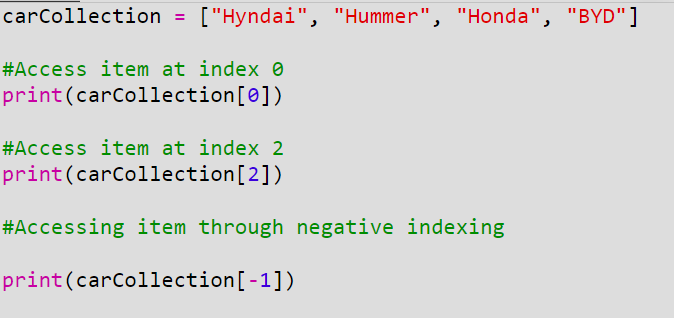 carCollection = ["Hyndai", "Hummer", "Honda", "BYD"]
#Access item at index 0
print(carCollection[0])
#Access item at index 2
print(carCollection[2])
#Accessing item through negative indexing
print(carCollection[-1])